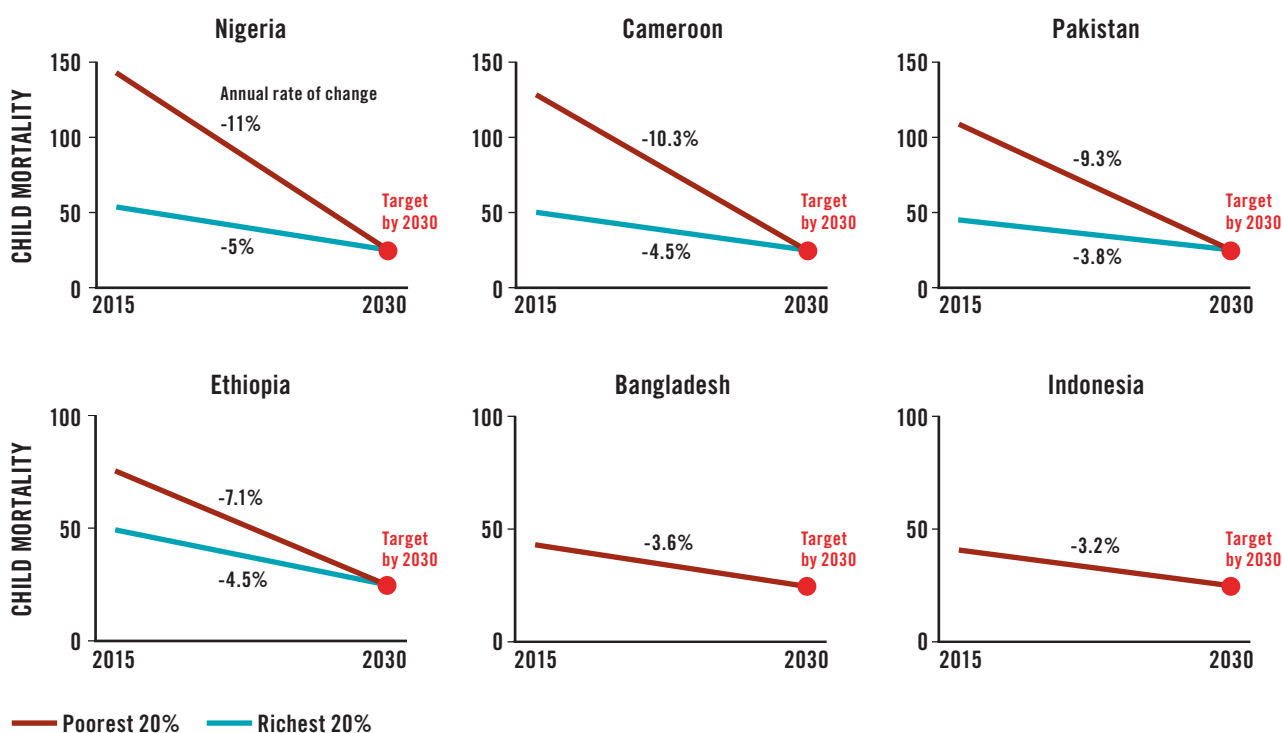 Nigeria
CHILD MORTALITY
150
100
50
0
Annual rate of change
-11%
-5%
Target
by 2030
2015
2030
Cameroon
150
100
50
0
-10.3%
-4.5%
Target
by 2030
2015
2030
Pakistan
150
100
50
0
-9.3%
-3.8%
Target
by 2030
2015
2030
Ethiopia
CHILD MORTALITY
100
50
0
-7.1%
-4.5%
Target
by 2030
2015
2030
Bangladesh
100
50
0
-3.6%
Target
by 2030
2015
2030
Indonesia
100
50
0
-3.2%
Target
by 2030
2015
2030
Poorest 20%
Richest 20%